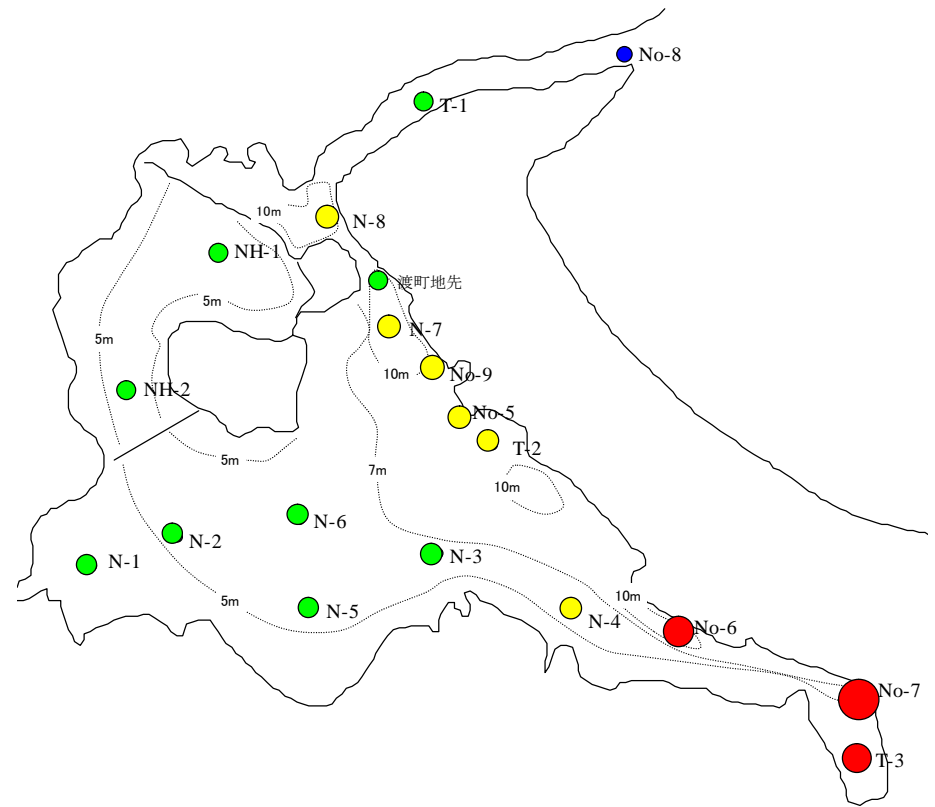 No-8
T-1
10m
N-8
NH-1
渡町地先
5m
N-7
5m
10m
No-9
NH-2
No-5
T-2
5m
7m
10m
N-6
N-2
N-3
N-1
10m
5m
N-5
N-4
No-6
No-7
T-3